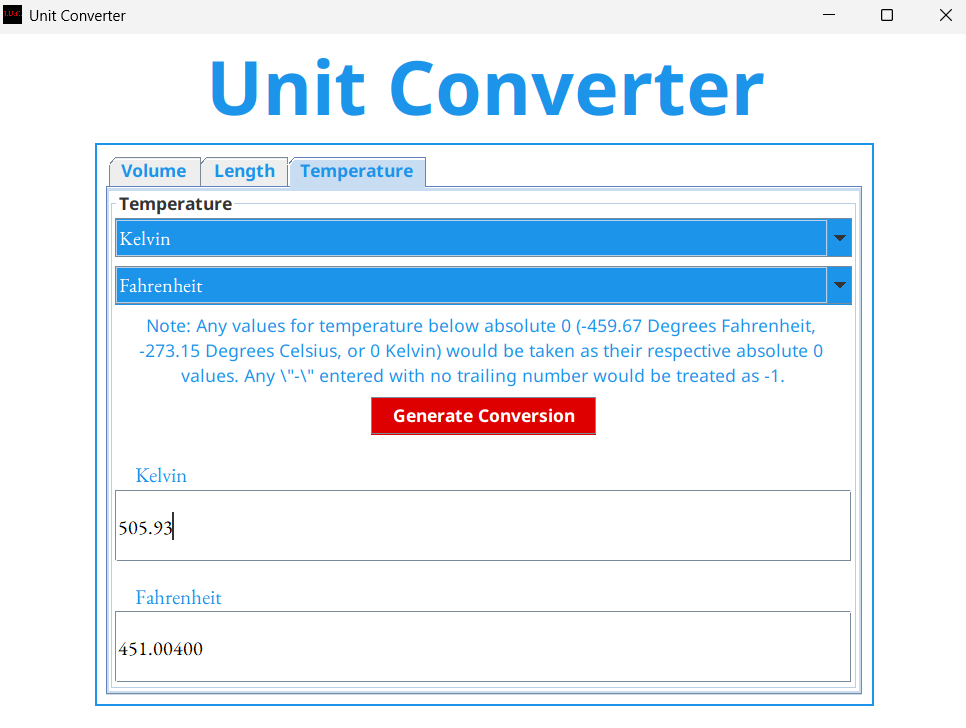 Unit Converter
Unit Converter
Volume Length Temperature
Temperature
Kelvin
Fahrenheit
Note: Any values for temperature below absolute 0 (-459.67 Degrees Fahrenheit,
-273.15 Degrees Celsius, or 0 Kelvin) would be taken as their respective absolute 0
values. Any \"-\" entered with no trailing number would be treated as -1.
Generate Conversion
Kelvin
505.93
Fahrenheit
451.00400